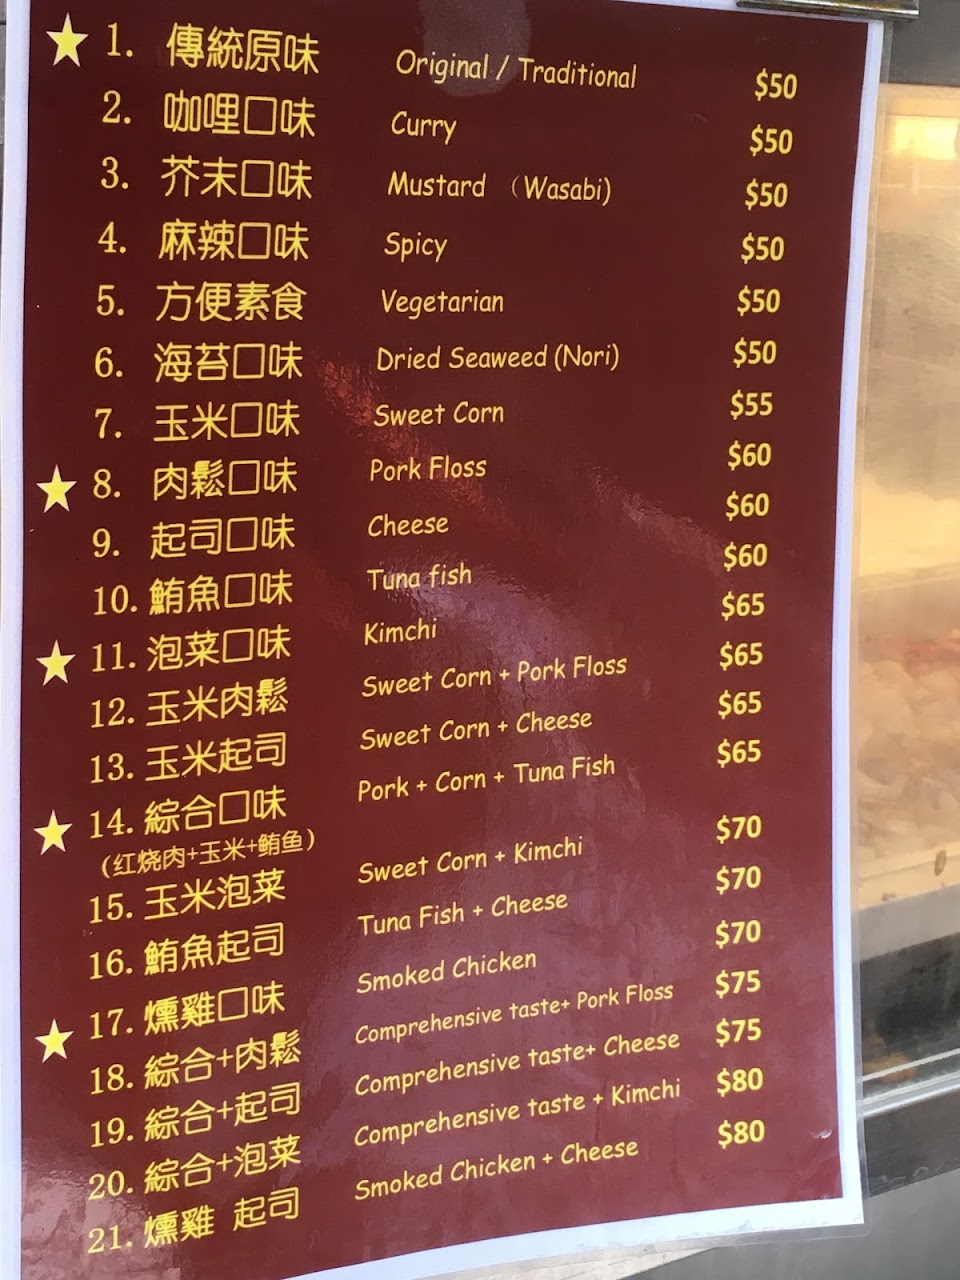 1. 傳統原味 Original / Traditional $50
2. 咖哩口味 Curry $50
3. 芥末口味 Mustard （Wasabi) $50
4. 麻辣口味 Spicy $50
5. 方便素食 Vegetarian $50
6. 海苔口味 Dried Seaweed (Nori) $50
7. 玉米口味 Sweet Corn $55
8. 肉鬆口味 Pork Floss $60
9. 起司口味 Cheese $60
10. 鮪魚口味 Tuna fish $60
11. 泡菜口味 Kimchi $65
12. 玉米肉鬆 Sweet Corn + Pork Floss $65
13. 玉米起司 Sweet Corn + Cheese $65
14. 綜合口味 Pork + Corn + Tuna Fish $65
(红烧肉+玉米+鲔鱼)
15. 玉米泡菜 Sweet Corn + Kimchi $70
16. 鮪魚起司 Tuna Fish + Cheese $70
17. 燻雞口味 Smoked Chicken $70
18. 綜合+肉鬆 Comprehensive taste+ Pork Floss $75
19. 綜合+起司 Comprehensive taste+ Cheese $75
20. 綜合+泡菜 Comprehensive taste + Kimchi $80
21. 燻雞 起司 Smoked Chicken + Cheese $80